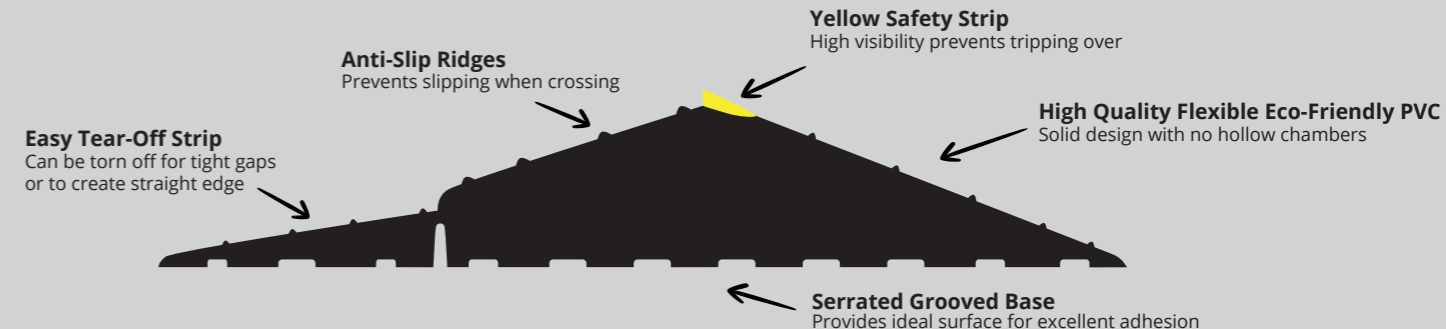 Yellow Safety Strip
High visibility prevents tripping over
Anti-Slip Ridges
Prevents slipping when crossing
High Quality Flexible Eco-Friendly PVC
Solid design with no hollow chambers
Easy Tear-Off Strip
Can be torn off for tight gaps
or to create straight edge
Serrated Grooved Base
Provides ideal surface for excellent adhesion